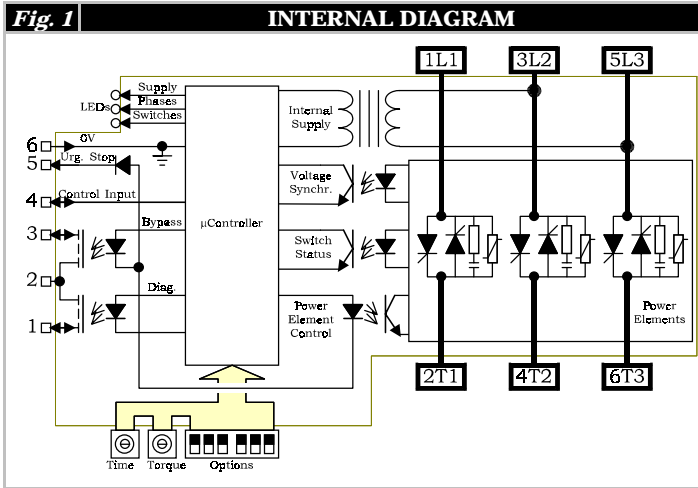 Fig. 1
INTERNAL DIAGRAM
1L1
3L2
5L3
Supply
LEDs
Phases
Switches
Internal
Supply
6
0V
5
Urg. Stop
4
Control Input
Voltage
Synchr.
3
Bypass
µController
Switch
Status
2
Diag.
1
Power
Element
Control
Power
Elements
2T1
4T2
6T3
Time
Torque
Options